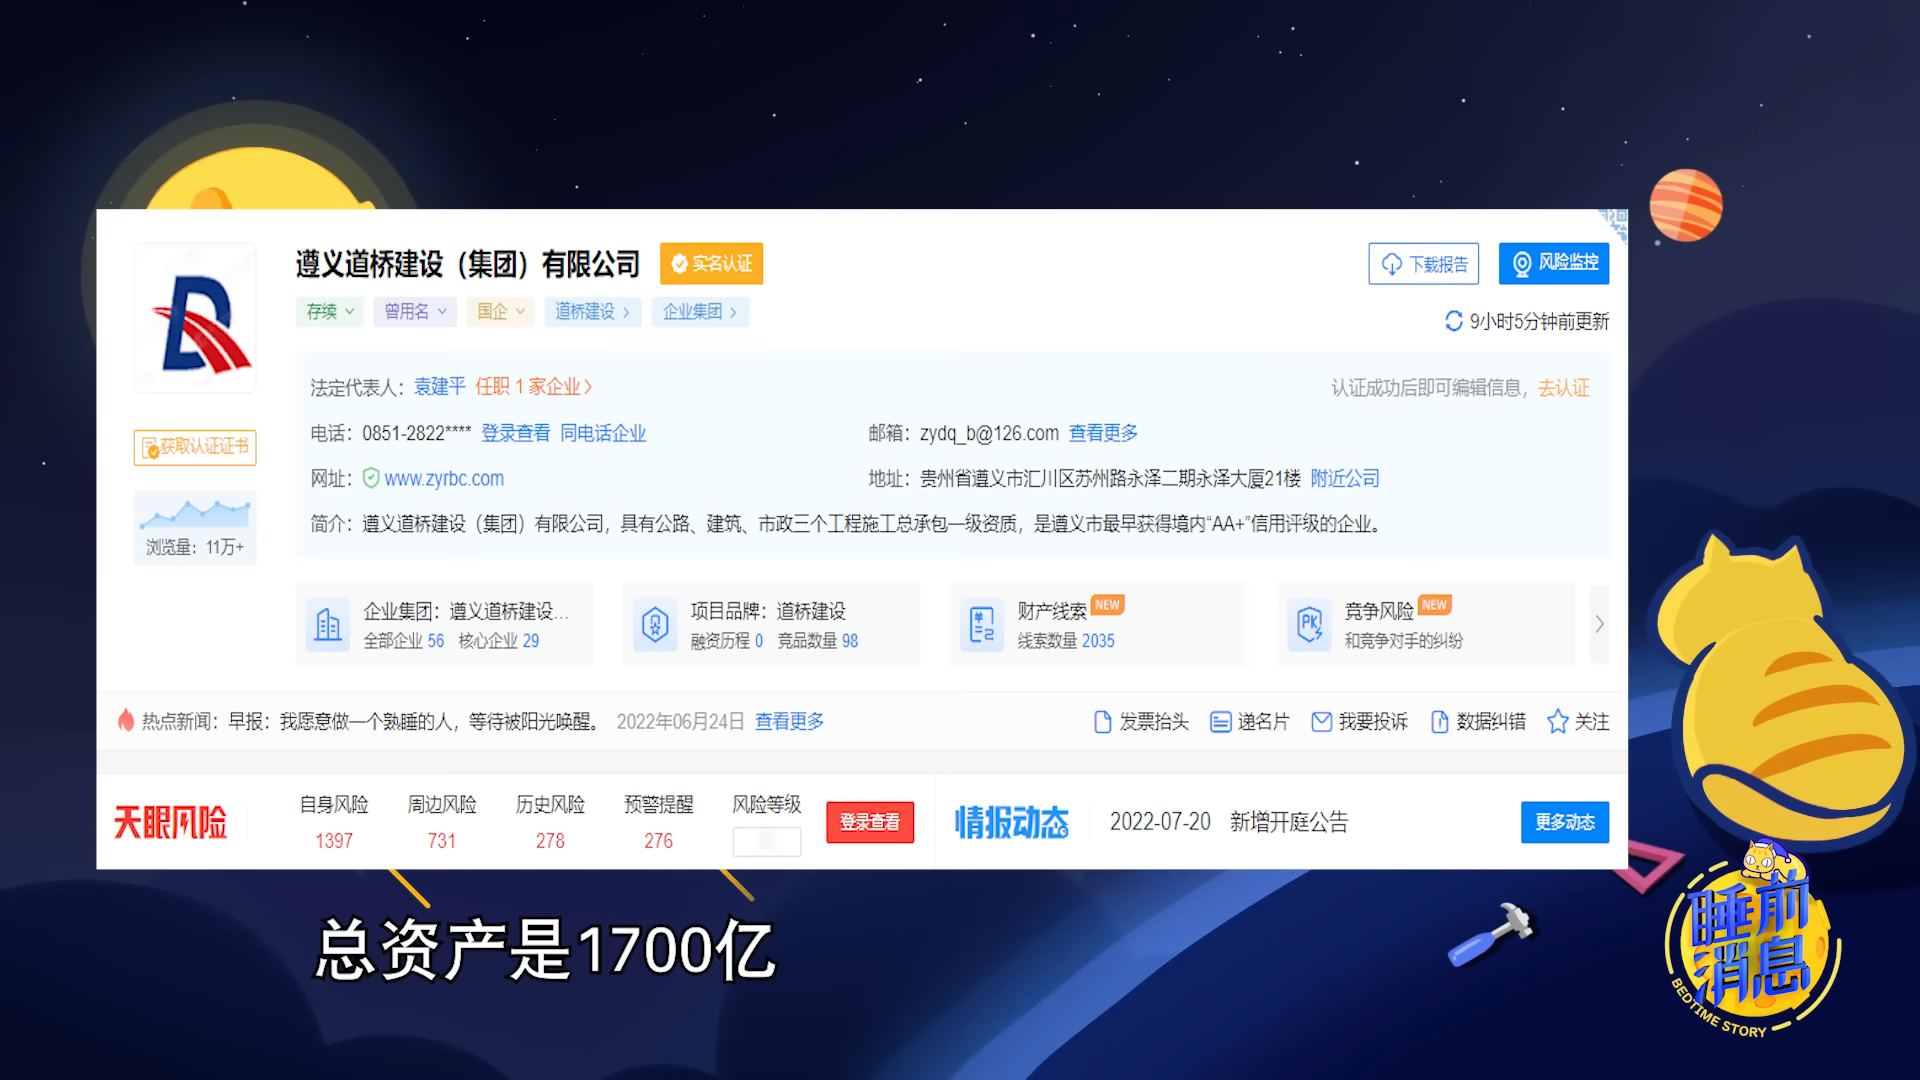 遵义道桥建设（集团）有限公司 实名认证
下载报告 风险监控
存续 曾用名 国企 道桥建设 企业集团
9小时5分钟前更新
法定代表人：袁建平 任职 1 家企业
认证成功后即可编辑信息，去认证
电话：0851-2822**** 登录查看 同电话企业
邮箱：zydq_b@126.com 查看更多
获取认证证书
网址：www.zyrbc.com
地址：贵州省遵义市汇川区苏州路永泽二期永泽大厦21楼 附近公司
简介：遵义道桥建设（集团）有限公司，具有公路、建筑、市政三个工程施工总承包一级资质，是遵义市最早获得境内“AA+”信用评级的企业。
浏览量：11万+
企业集团：遵义道桥建设...
全部企业 56 核心企业 29
项目品牌：道桥建设
融资历程 0 竞品数量 98
财产线索 NEW
线索数量 2035
竞争风险 NEW
和竞争对手的纠纷
PK
热点新闻：早报：我愿意做一个熟睡的人，等待被阳光唤醒。 2022年06月24日 查看更多
发票抬头 递名片 我要投诉 数据纠错 关注
天眼风险
自身风险 周边风险 历史风险 预警提醒 风险等级
1397 731 278 276
登录查看
情报动态 2022-07-20 新增开庭公告 更多动态
总资产是1700亿
睡前
消息
BEDTIME STORY